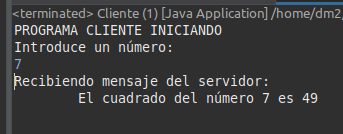 <terminated> Cliente (1) [Java Application] /home/dm2/
PROGRAMA CLIENTE INICIANDO
Introduce un número:
7
Recibiendo mensaje del servidor:
El cuadrado del número 7 es 49